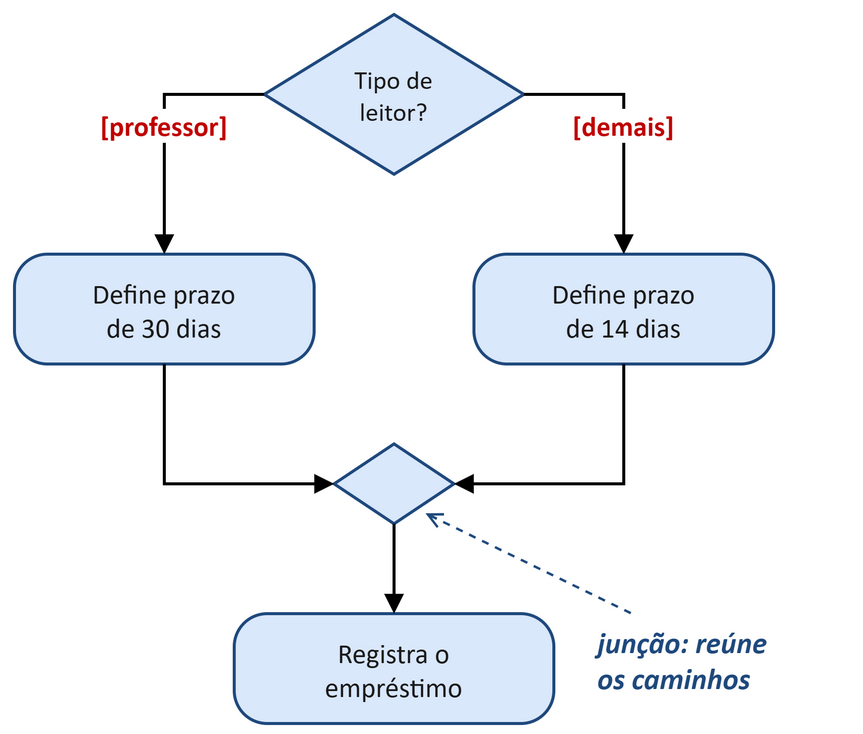 Tipo de
leitor?
[professor]
[demais]
Define prazo
de 30 dias
Define prazo
de 14 dias
Registra o
empréstimo
junção: reúne
os caminhos